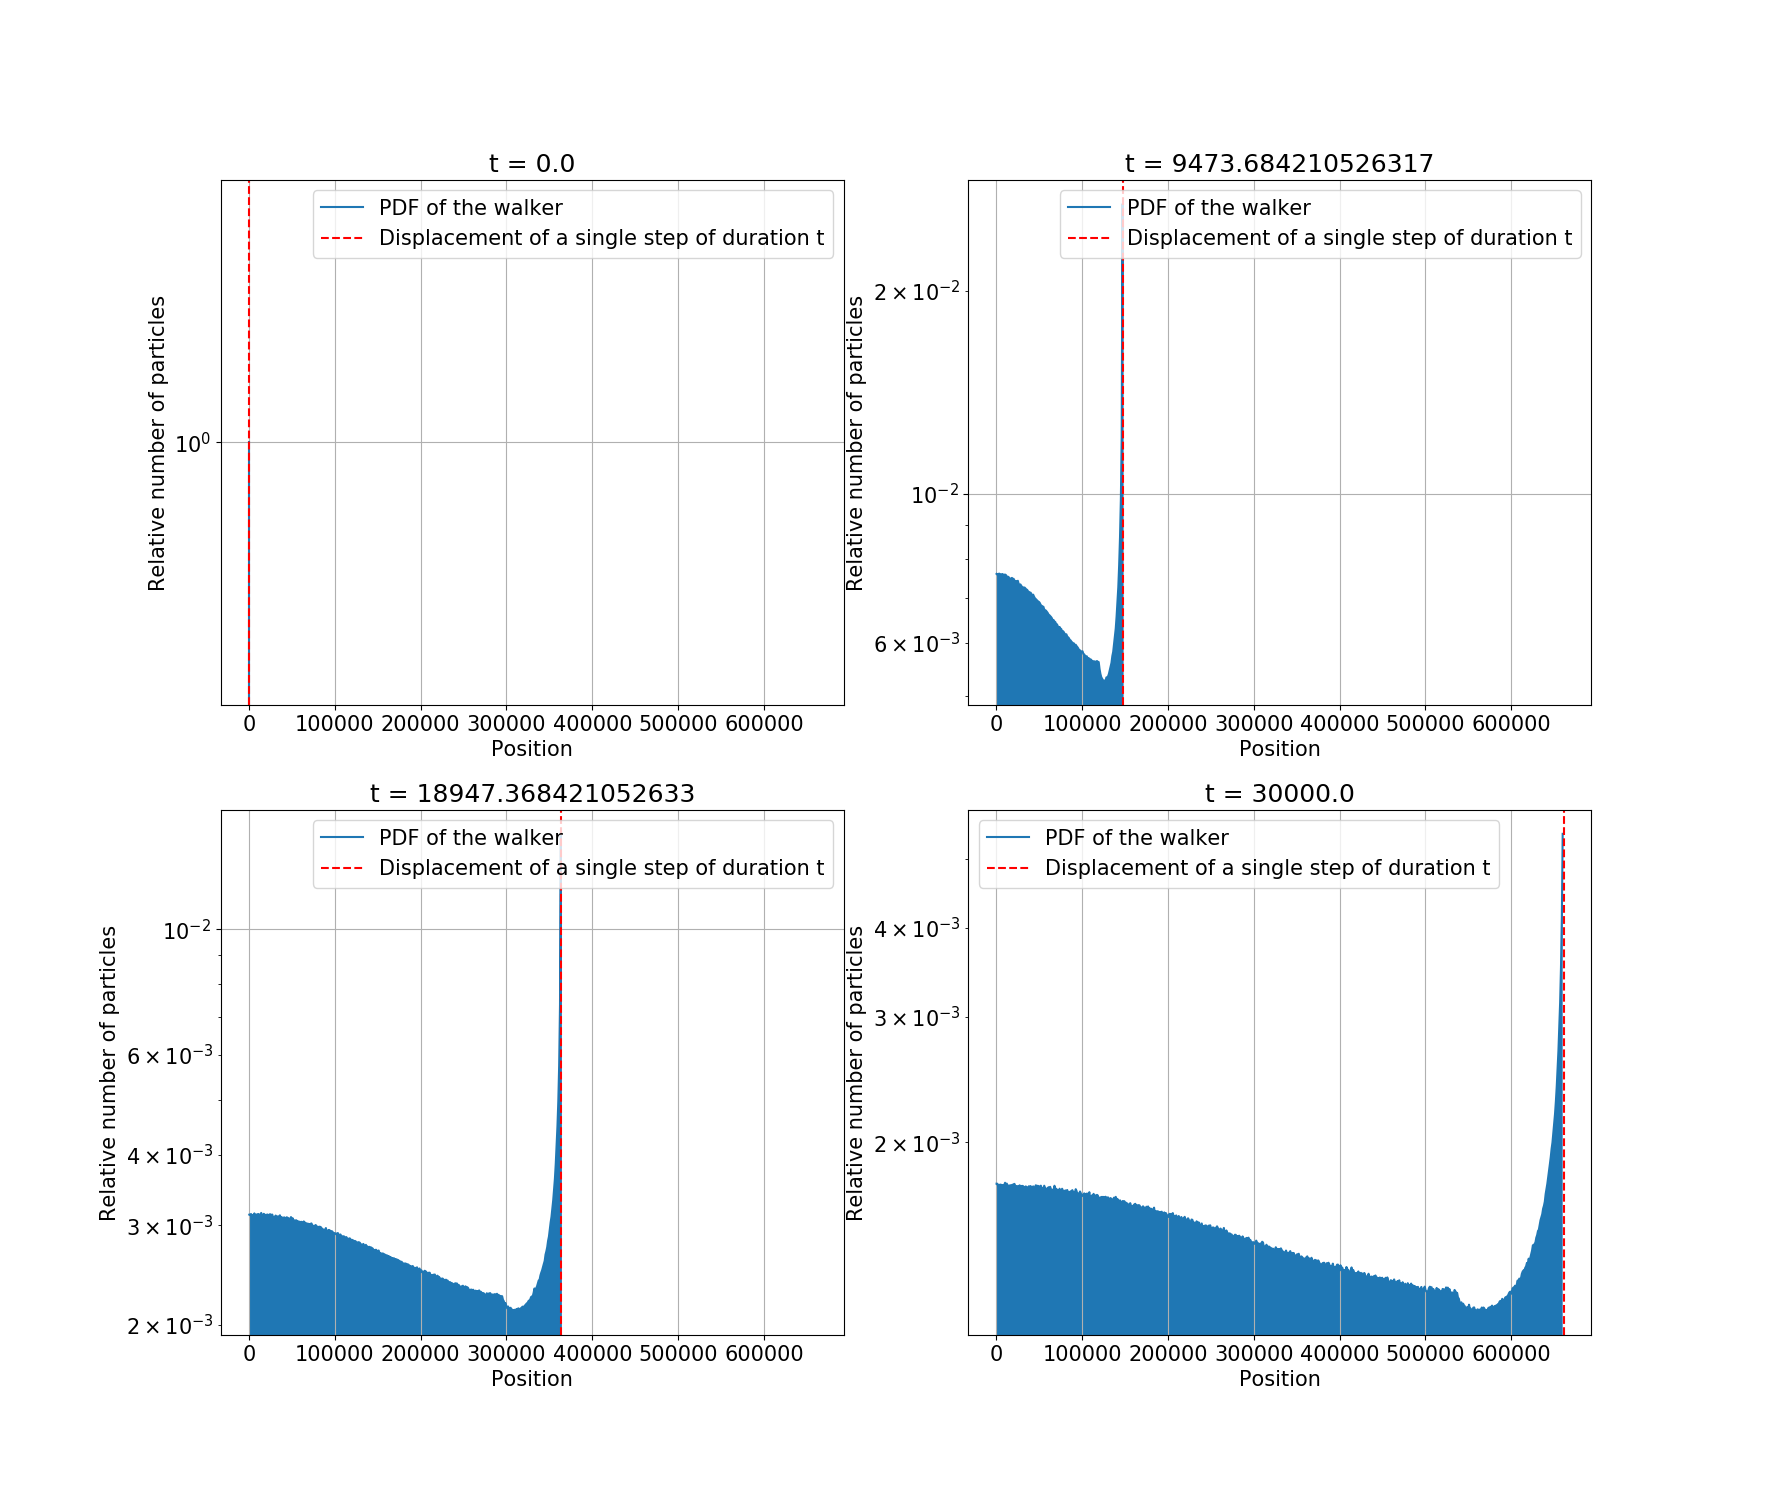 t = 0.0
PDF of the walker
Displacement of a single step of duration t
Relative number of particles
10⁰
0 100000 200000 300000 400000 500000 600000
Position
t = 9473.684210526317
PDF of the walker
Displacement of a single step of duration t
Relative number of particles
2 × 10⁻²
10⁻²
6 × 10⁻³
0 100000 200000 300000 400000 500000 600000
Position
t = 18947.368421052633
PDF of the walker
Displacement of a single step of duration t
Relative number of particles
10⁻²
6 × 10⁻³
4 × 10⁻³
3 × 10⁻³
2 × 10⁻³
0 100000 200000 300000 400000 500000 600000
Position
t = 30000.0
PDF of the walker
Displacement of a single step of duration t
Relative number of particles
4 × 10⁻³
3 × 10⁻³
2 × 10⁻³
0 100000 200000 300000 400000 500000 600000
Position